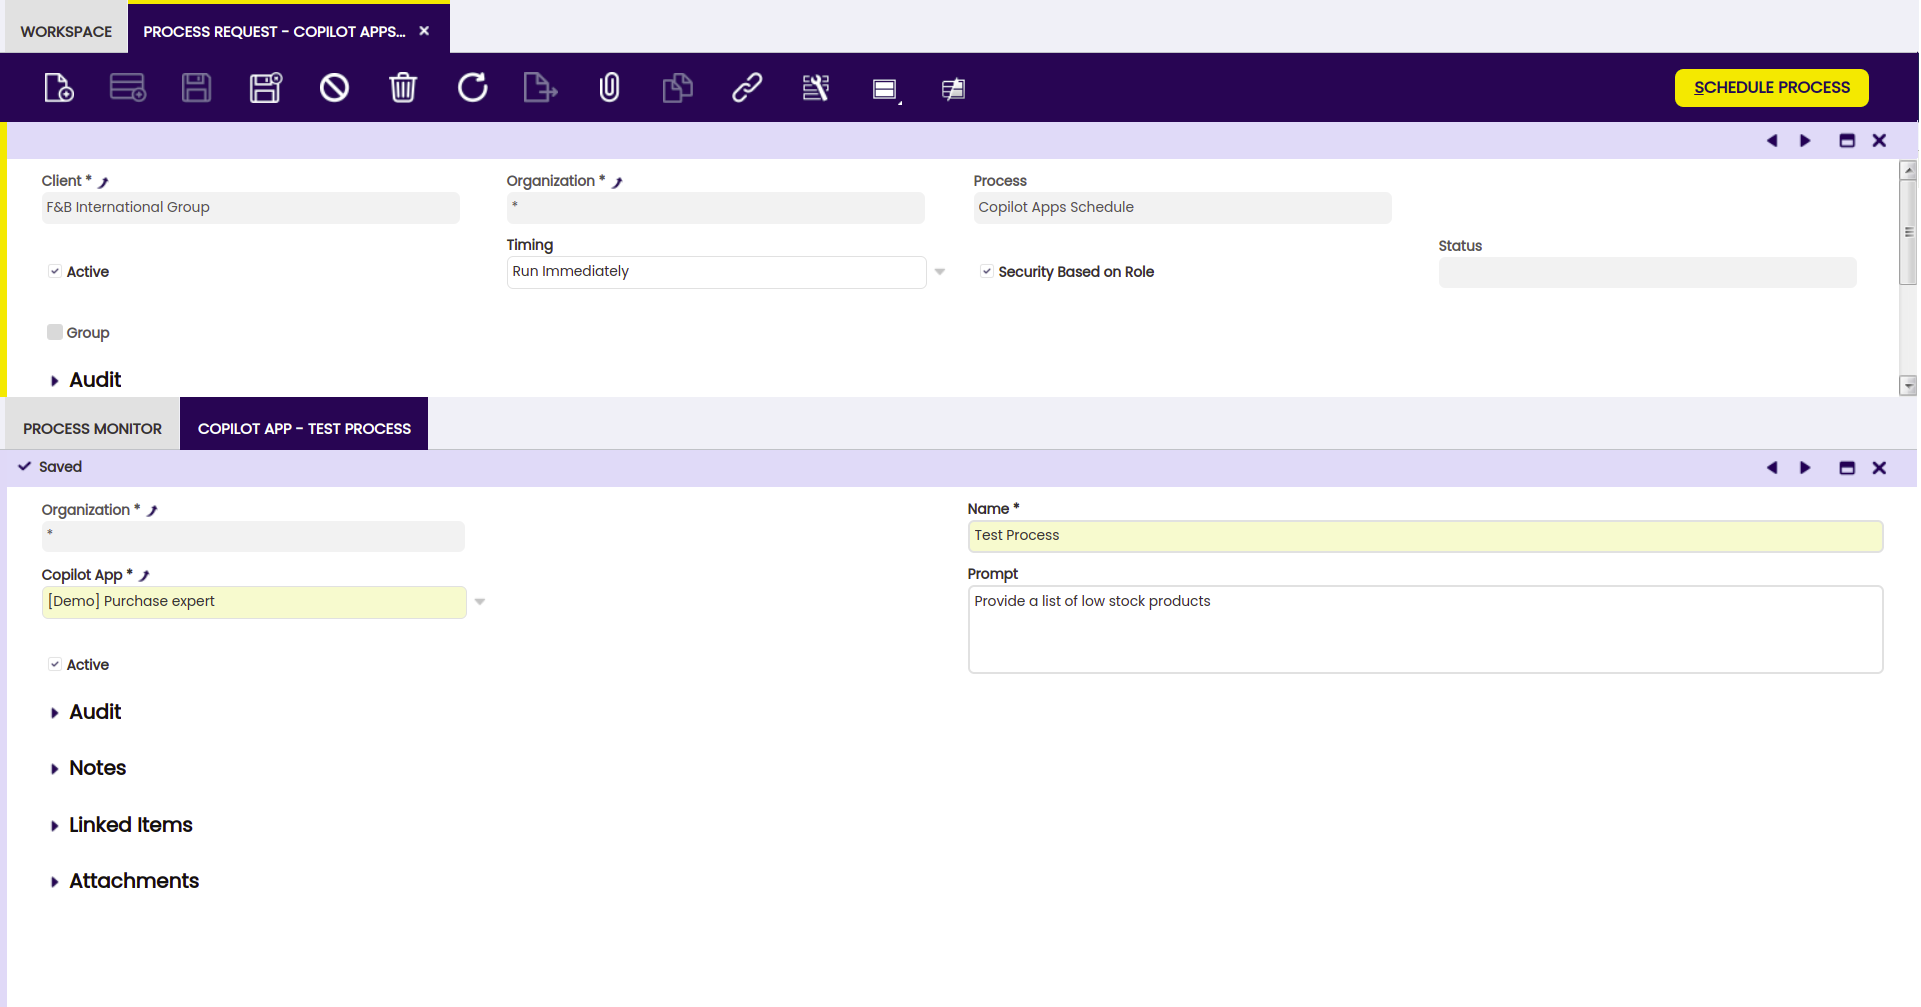 WORKSPACE
PROCESS REQUEST - COPILOT APPS...
SCHEDULE PROCESS
Client *
Organization *
Process
F&B International Group
*
Copilot Apps Schedule
Timing
Status
Active
Run Immediately
Security Based on Role
Group
Audit
PROCESS MONITOR
COPILOT APP - TEST PROCESS
Saved
Organization *
Name *
*
Test Process
Copilot App *
Prompt
[Demo] Purchase expert
Provide a list of low stock products
Active
Audit
Notes
Linked Items
Attachments